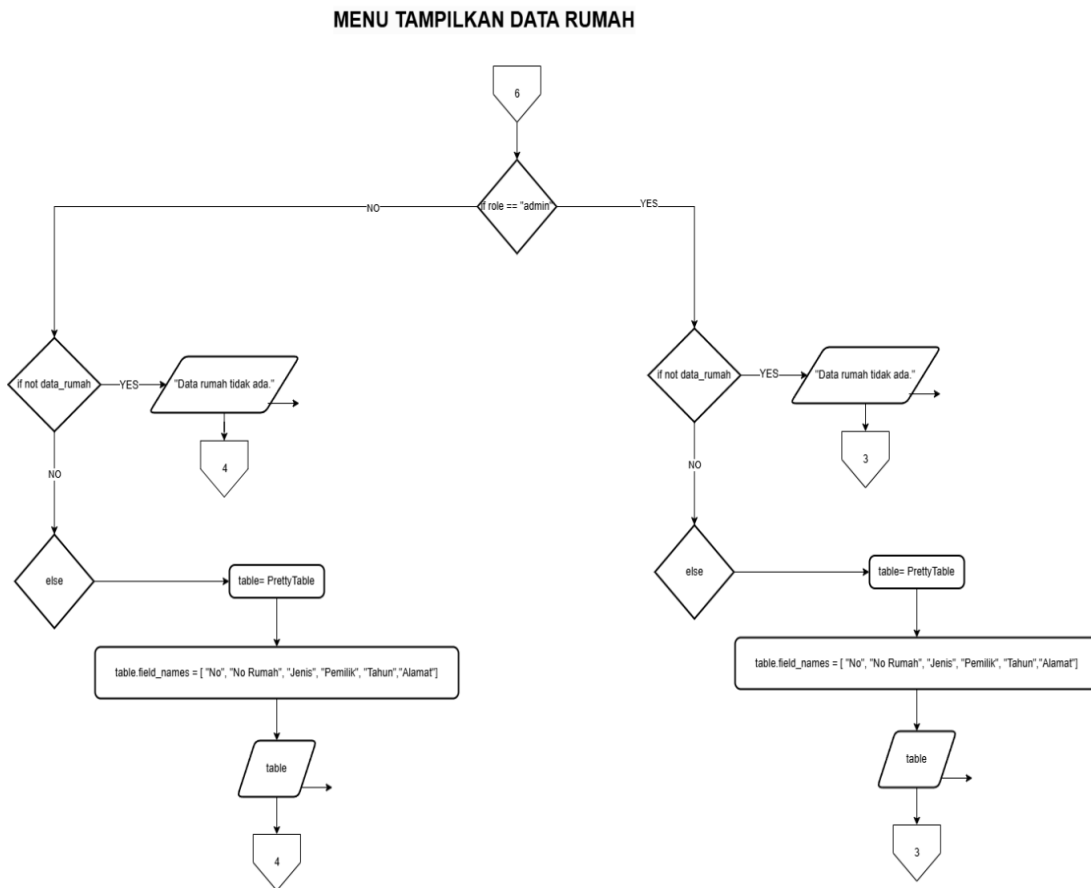 MENU TAMPILKAN DATA RUMAH
6
if role == "admin"
NO
YES
if not data_rumah
YES
"Data rumah tidak ada."
4
NO
else
table= PrettyTable
table.field_names = [ "No", "No Rumah", "Jenis", "Pemilik", "Tahun","Alamat"]
table
4
if not data_rumah
YES
"Data rumah tidak ada."
3
NO
else
table= PrettyTable
table.field_names = [ "No", "No Rumah", "Jenis", "Pemilik", "Tahun","Alamat"]
table
3